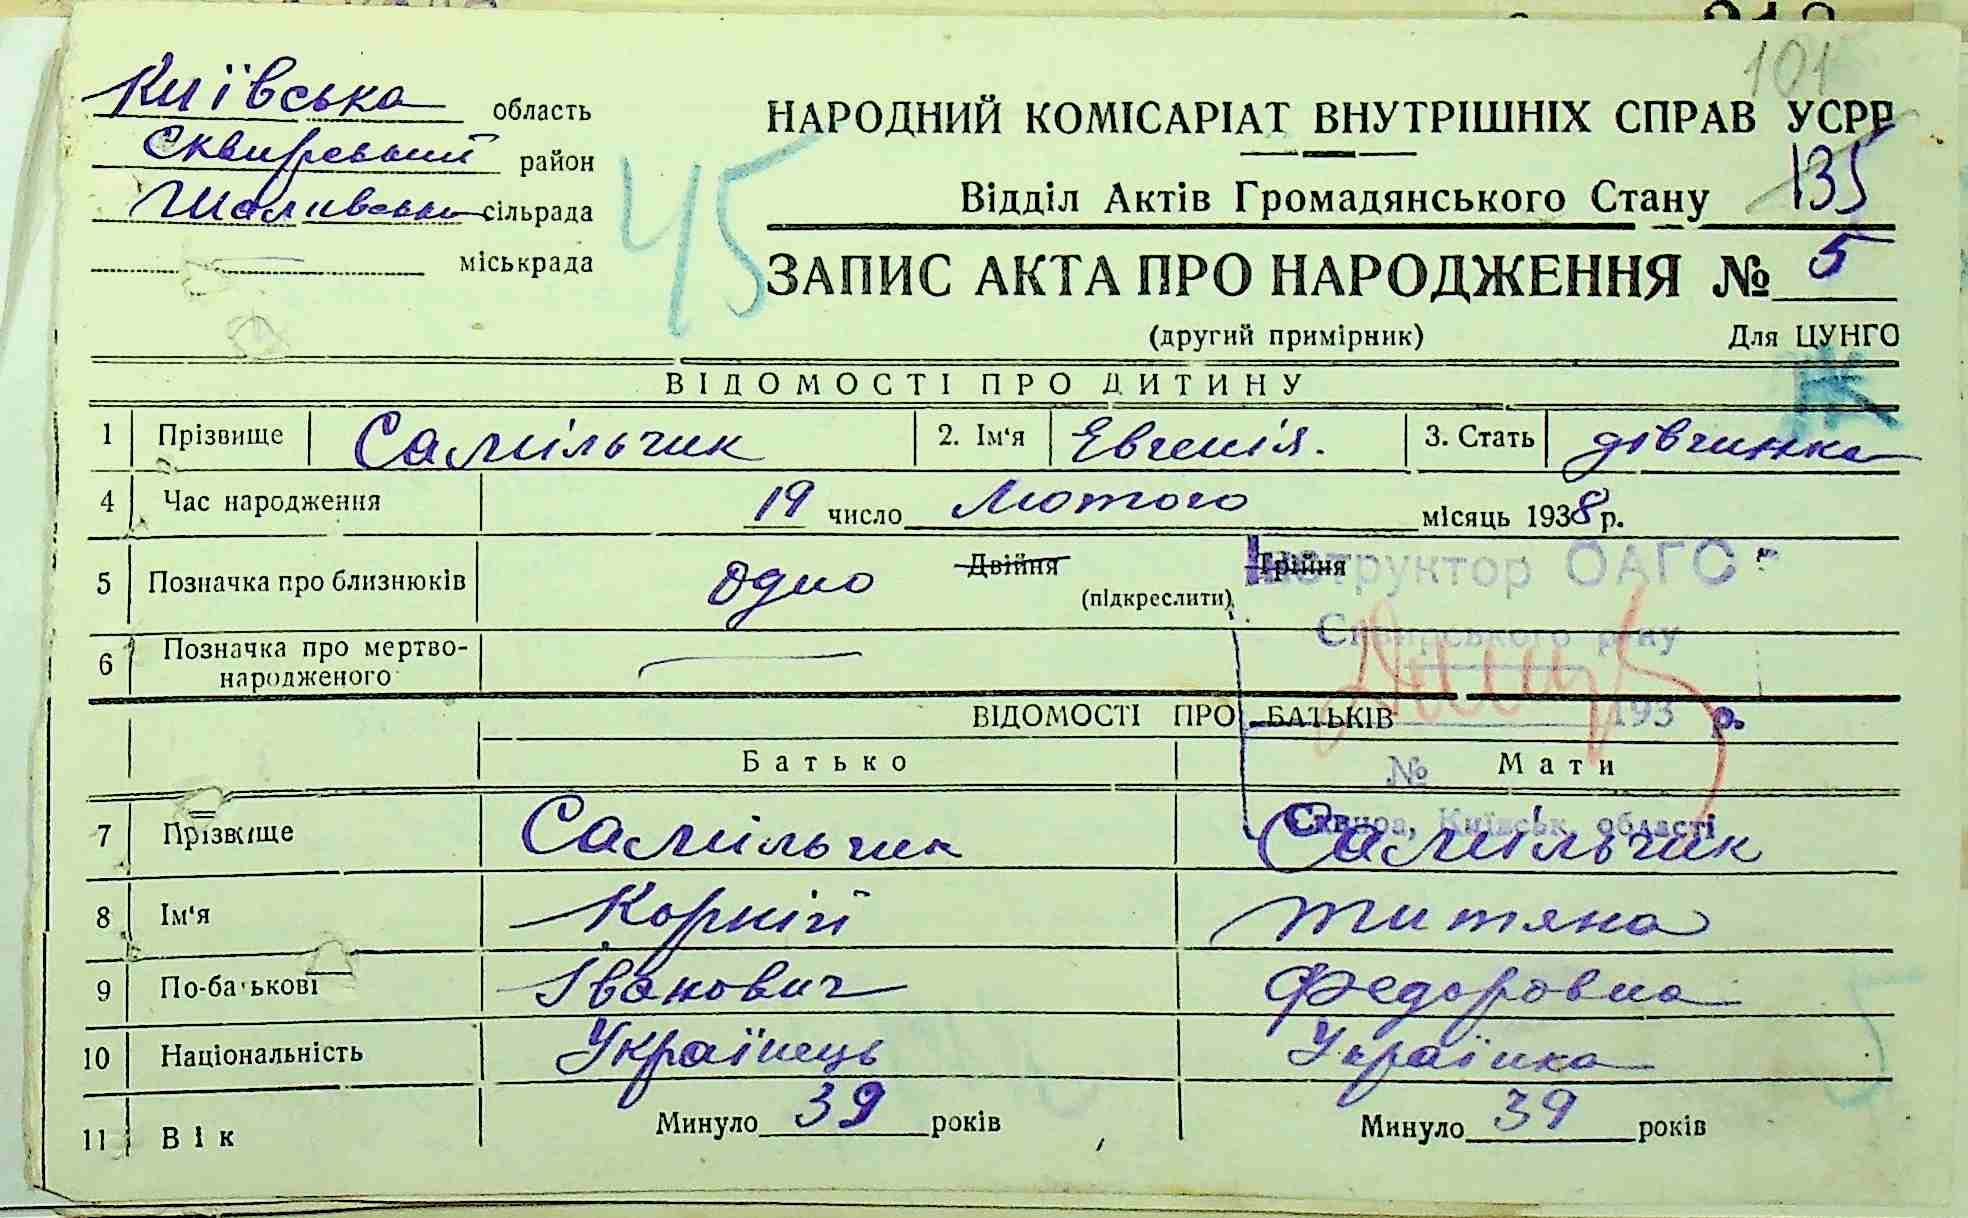 101
Київська область
НАРОДНИЙ КОМІСАРІАТ ВНУТРІШНІХ СПРАВ УСРР
Сквирський район
135
Відділ Актів Громадянського Стану
сільрада
45
міськрада
ЗАПИС АКТА ПРО НАРОДЖЕННЯ № 5
(другий примірник) Для ЦУНГО
ВІДОМОСТІ ПРО ДИТИНУ
1 Прізвище Самільчик 2. Ім‘я Евгенія. 3. Стать дівчинка
4 Час народження 19 число Лютого місяць 1938 р.
5 Позначка про близнюків одно Двійня (підкреслити) Трійня
Інструктор ОАГС
Сквирського р-ну
6 Позначка про мертво-
народженого
ВІДОМОСТІ ПРО БАТЬКІВ
193 р.
Батько Мати
№
Сквира, Київськ. області
7 Прізвище Самільчик Самільчик
8 Ім‘я Корній Титяна
9 По-батькові Іванович Федоровна
10 Національність Українець Українка
11 Вік Минуло 39 років Минуло 39 років